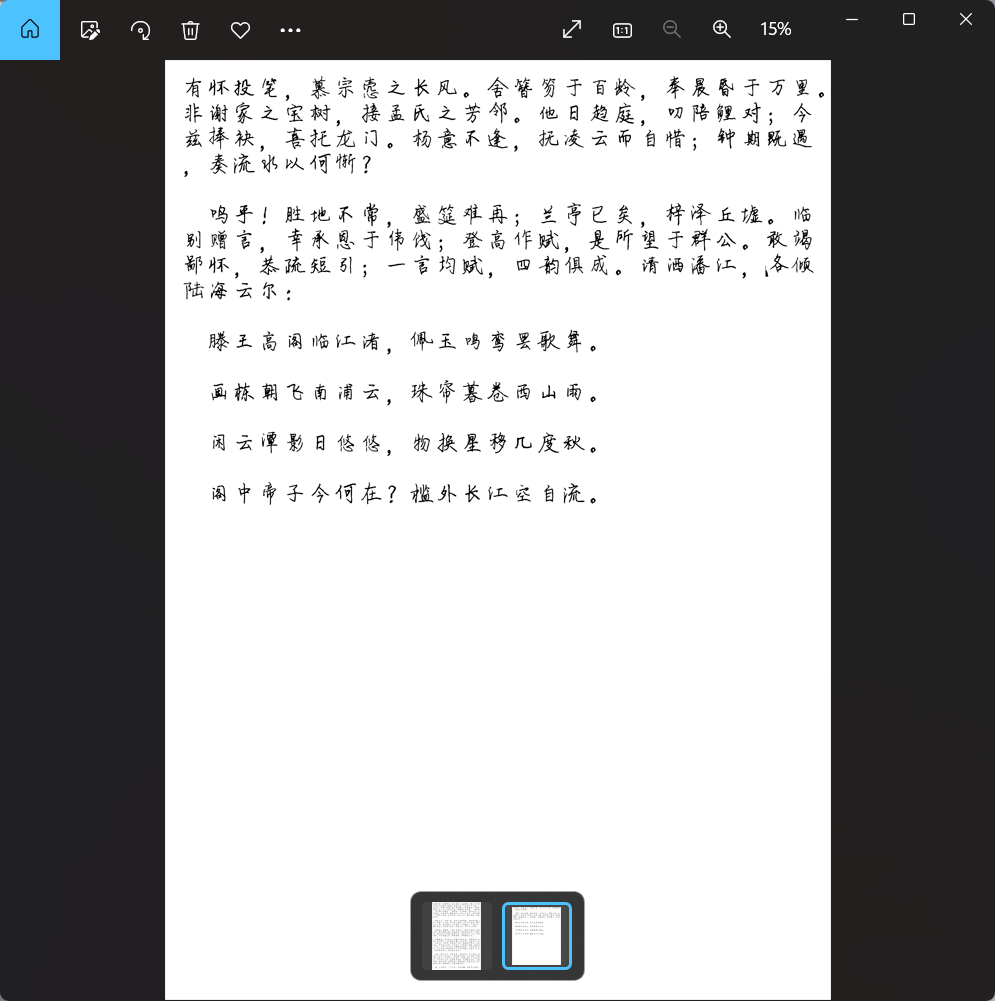 15%
有怀投笔，慕宗悫之长风。舍簪笏于百龄，奉晨昏于万里。
非谢家之宝树，接孟氏之芳邻。他日趋庭，叨陪鲤对；今
兹捧袂，喜托龙门。杨意不逢，抚凌云而自惜；钟期既遇
，奏流水以何惭？
呜乎！胜地不常，盛筵难再；兰亭已矣，梓泽丘墟。临
别赠言，幸承恩于伟饯；登高作赋，是所望于群公。敢竭
鄙怀，恭疏短引；一言均赋，四韵俱成。请洒潘江，各倾
陆海云尔：
滕王高阁临江渚，佩玉鸣鸾罢歌舞。
画栋朝飞南浦云，珠帘暮卷西山雨。
闲云潭影日悠悠，物换星移几度秋。
阁中帝子今何在？槛外长江空自流。